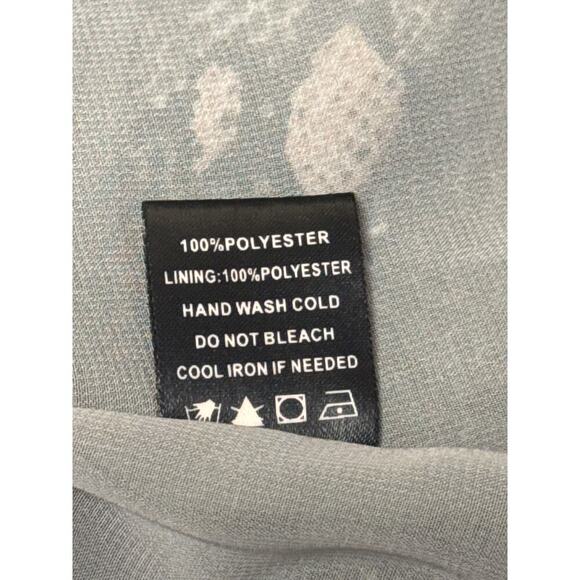 100%POLYESTER
LINING:100%POLYESTER
HAND WASH COLD
DO NOT BLEACH
COOL IRON IF NEEDED